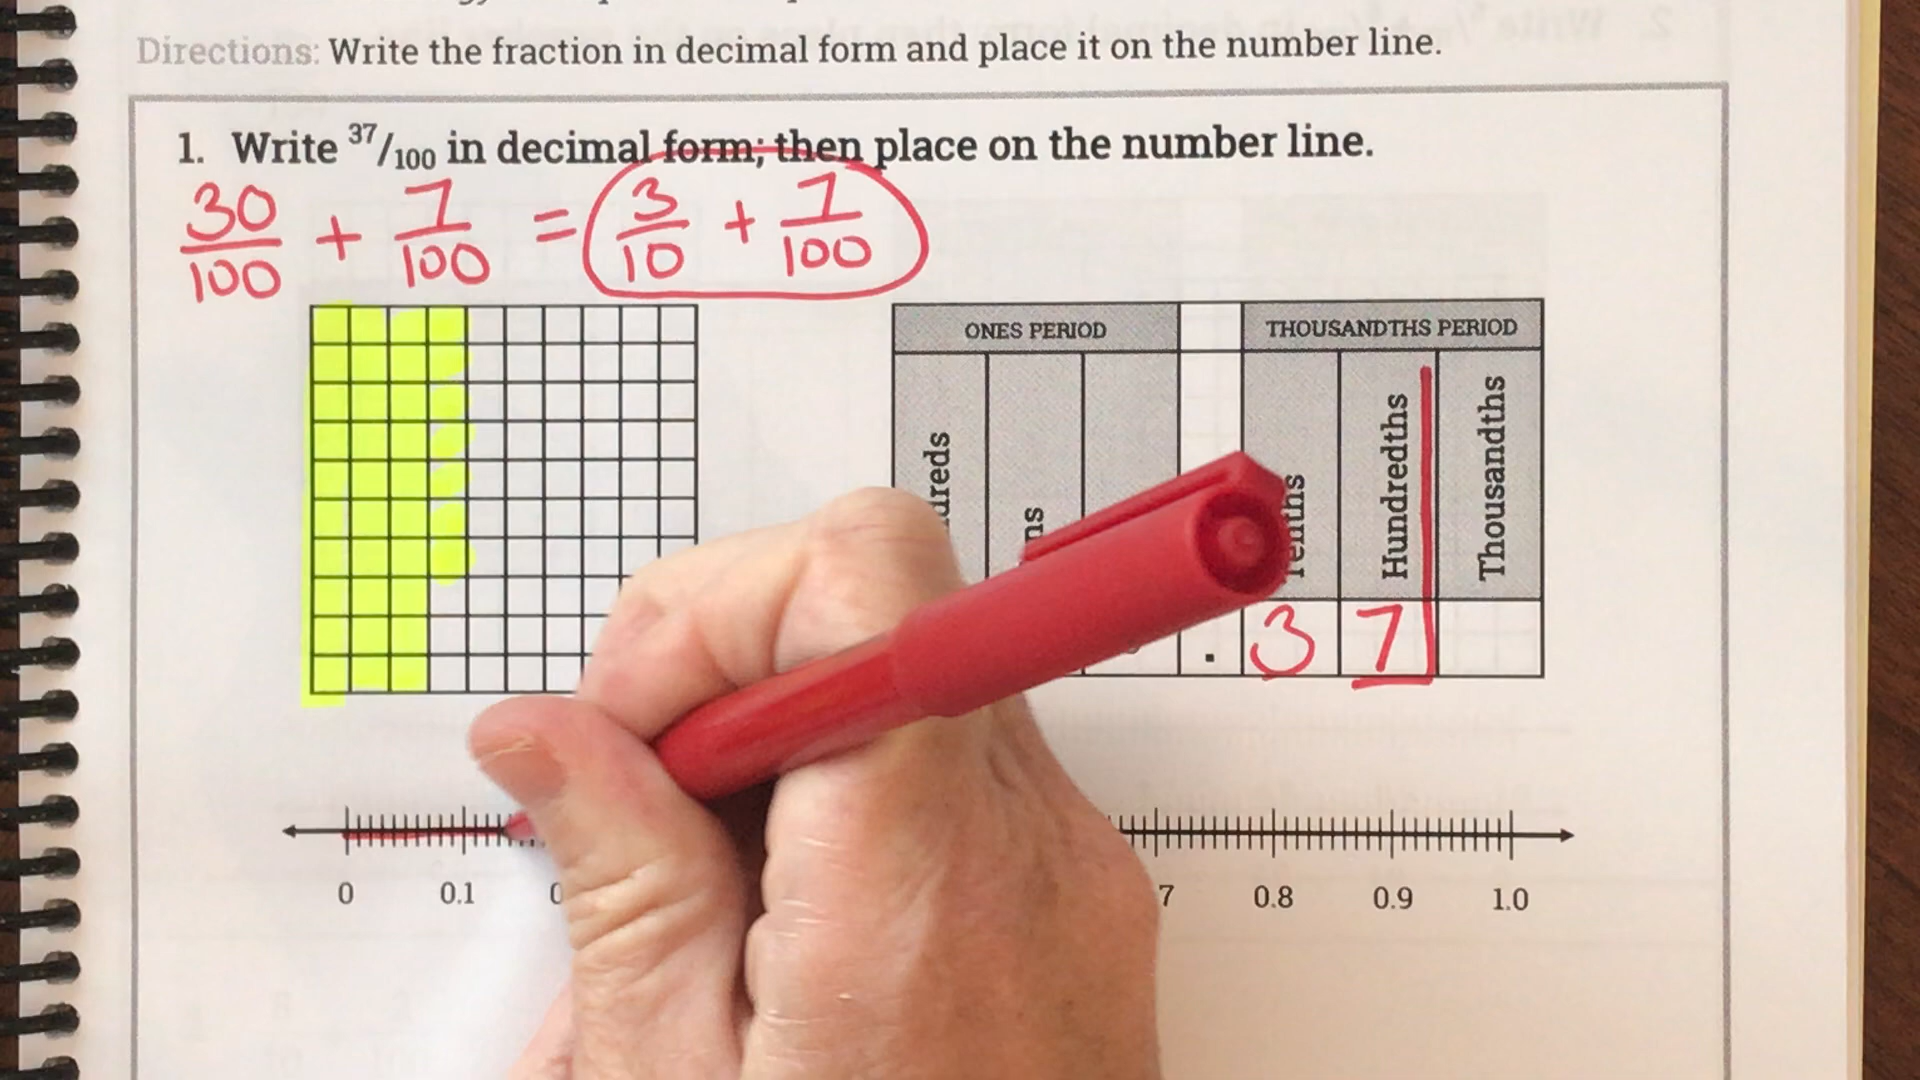 Directions: Write the fraction in decimal form and place it on the number line.
1. Write 37/100 in decimal form; then place on the number line.
30/100 + 7/100 = 3/10 + 7/100
ONES PERIOD THOUSANDTHS PERIOD
Hundredths Thousandths
. 3 7
0 0.1 0.8 0.9 1.0